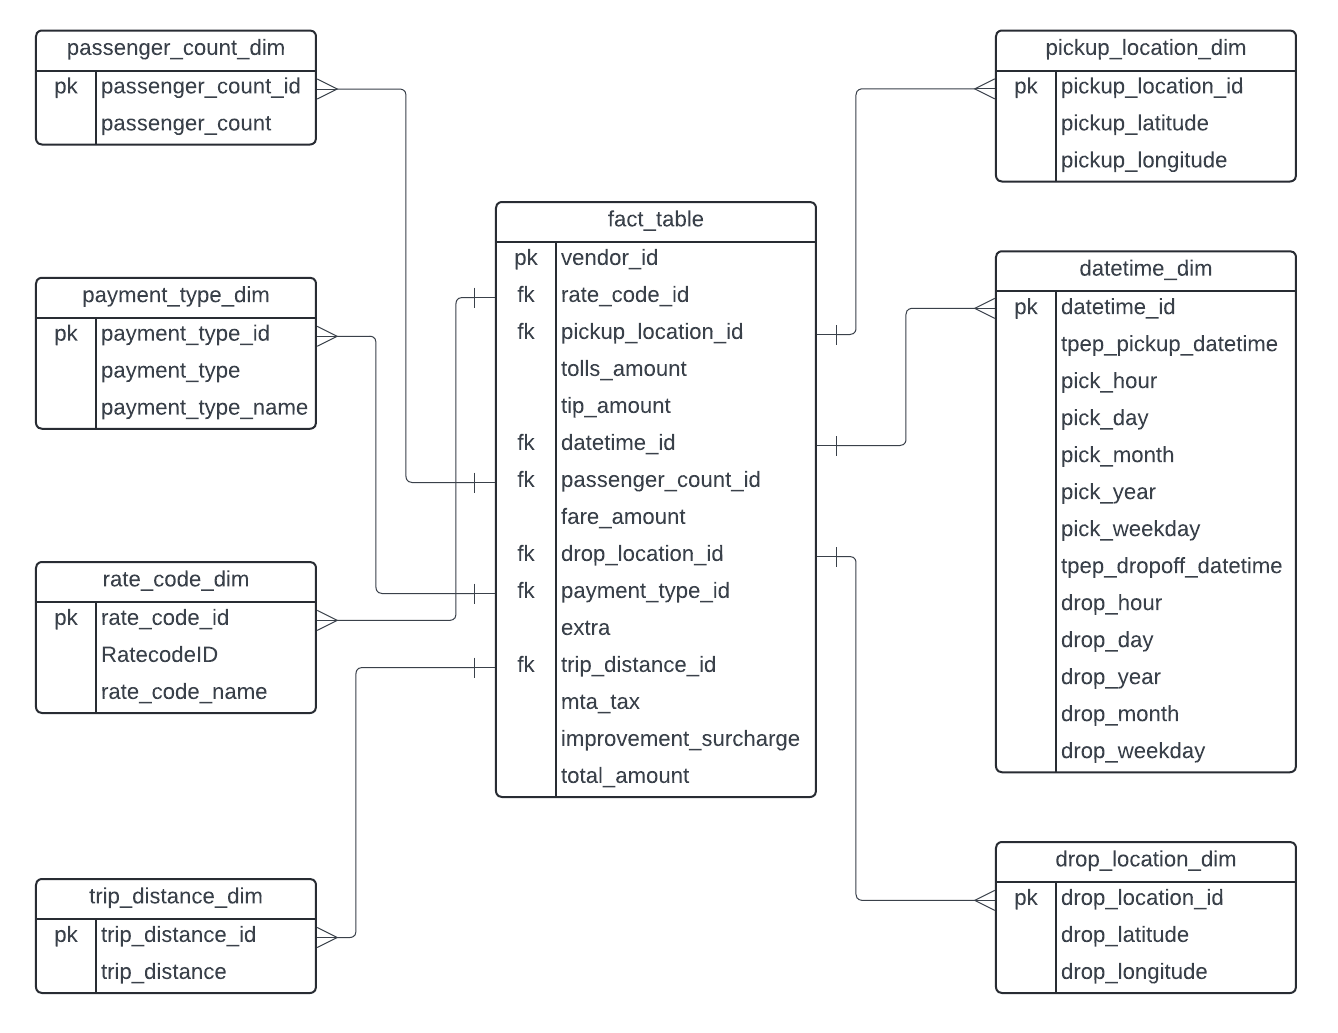 passenger_count_dim
pk passenger_count_id
passenger_count
payment_type_dim
pk payment_type_id
payment_type
payment_type_name
rate_code_dim
pk rate_code_id
RatecodeID
rate_code_name
trip_distance_dim
pk trip_distance_id
trip_distance
fact_table
pk vendor_id
fk rate_code_id
fk pickup_location_id
tolls_amount
tip_amount
fk datetime_id
fk passenger_count_id
fare_amount
fk drop_location_id
fk payment_type_id
extra
fk trip_distance_id
mta_tax
improvement_surcharge
total_amount
pickup_location_dim
pk pickup_location_id
pickup_latitude
pickup_longitude
datetime_dim
pk datetime_id
tpep_pickup_datetime
pick_hour
pick_day
pick_month
pick_year
pick_weekday
tpep_dropoff_datetime
drop_hour
drop_day
drop_year
drop_month
drop_weekday
drop_location_dim
pk drop_location_id
drop_latitude
drop_longitude